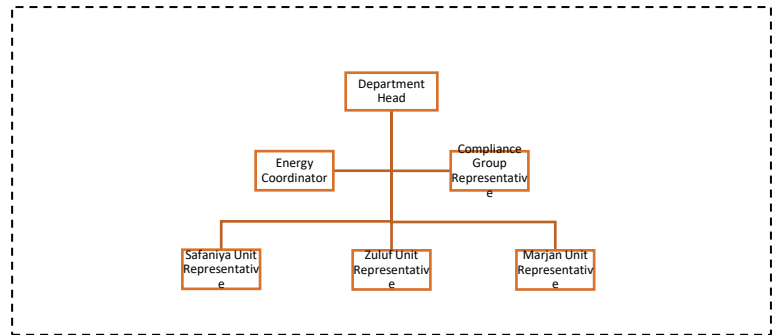 Department
Head
Energy
Coordinator
Compliance
Group
Representativ
e
Safaniya Unit
Representativ
e
Zuluf Unit
Representativ
e
Marjan Unit
Representativ
e